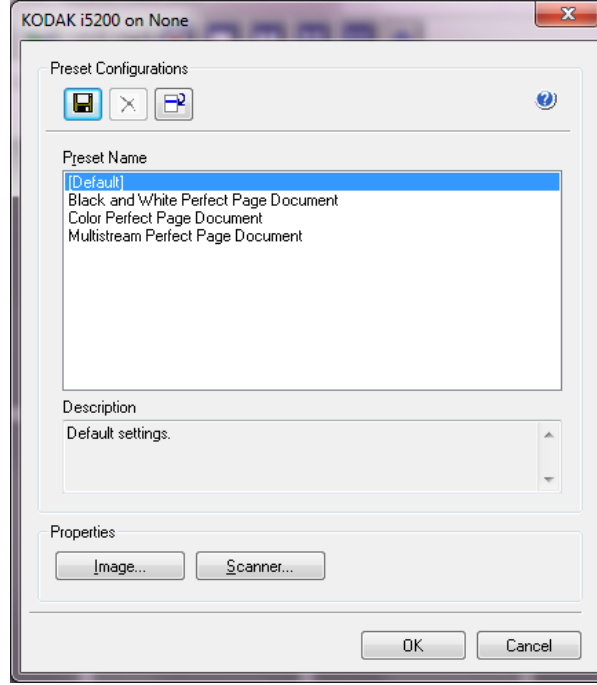 KODAK i5200 on None
Preset Configurations
Preset Name
[Default]
Black and White Perfect Page Document
Color Perfect Page Document
Multistream Perfect Page Document
Description
Default settings.
Properties
Image... Scanner...
OK Cancel